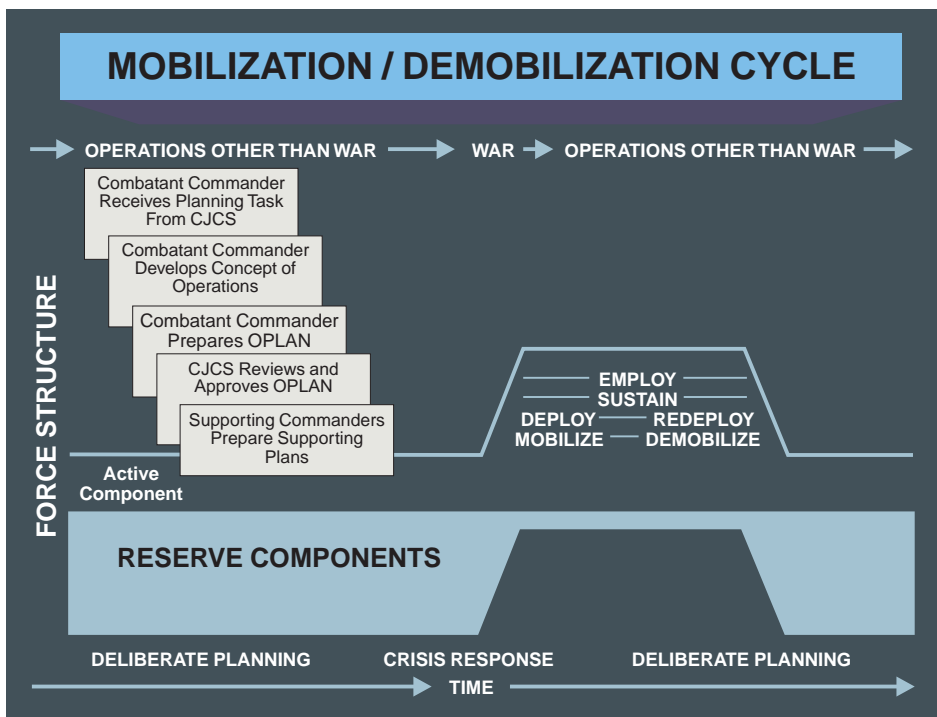 MOBILIZATION / DEMOBILIZATION CYCLE
OPERATIONS OTHER THAN WAR
WAR
OPERATIONS OTHER THAN WAR
Combatant Commander
Receives Planning Task
From CJCS
Combatant Commander
Develops Concept of
Operations
Combatant Commander
Prepares OPLAN
CJCS Reviews and
Approves OPLAN
Supporting Commanders
Prepare Supporting
Plans
FORCE STRUCTURE
EMPLOY
SUSTAIN
DEPLOY REDEPLOY
MOBILIZE DEMOBILIZE
Active
Component
RESERVE COMPONENTS
DELIBERATE PLANNING
CRISIS RESPONSE
DELIBERATE PLANNING
TIME